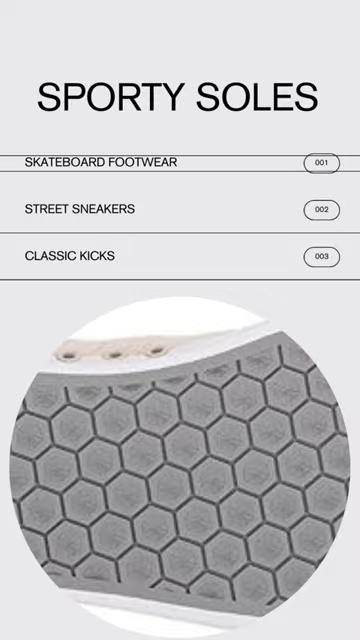 SPORTY SOLES
SKATEBOARD FOOTWEAR 001
STREET SNEAKERS 002
CLASSIC KICKS 003